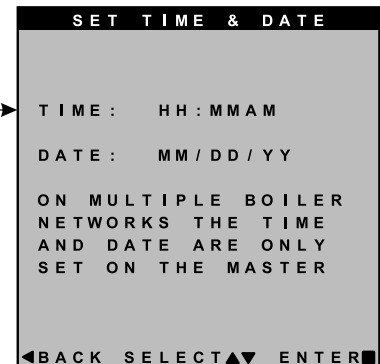 SET TIME & DATE
TIME: HH:MMAM
DATE: MM/DD/YY
ON MULTIPLE BOILER
NETWORKS THE TIME
AND DATE ARE ONLY
SET ON THE MASTER
◀BACK SELECT▲▼ ENTER■